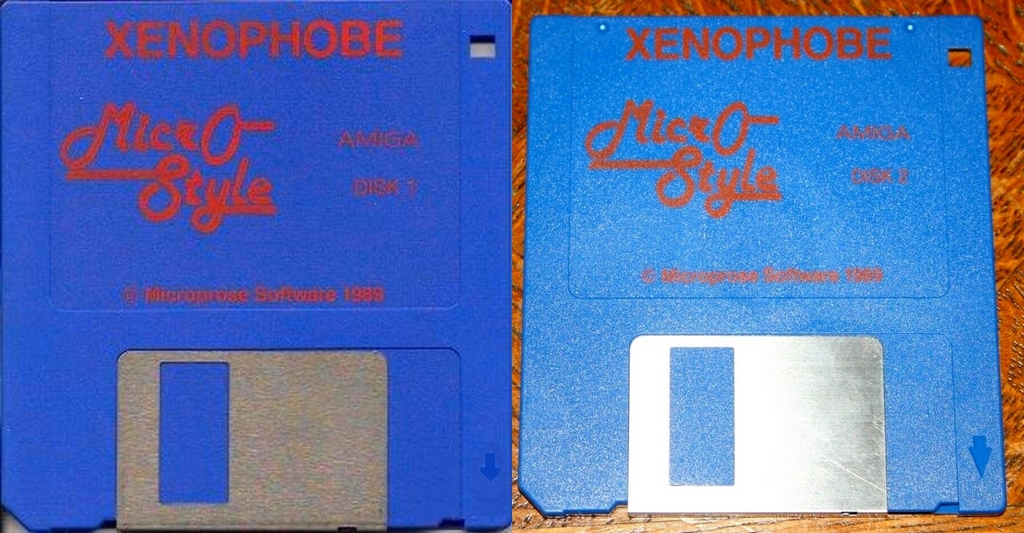 XENOPHOBE
MicrO
Style
AMIGA
DISK 1
© Microprose Software 1989
XENOPHOBE
MicrO
Style
AMIGA
DISK 2
© Microprose Software 1989